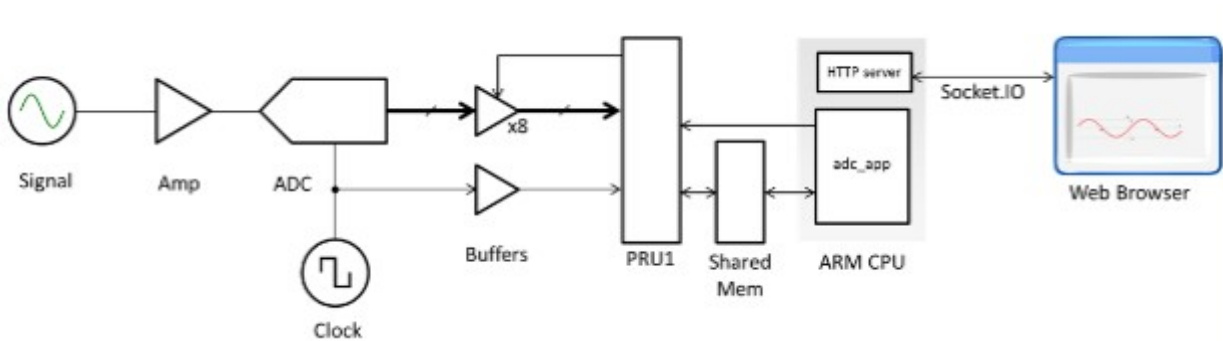 HTTP server
Socket.IO
x8
adc_app
Signal
Amp
ADC
Web Browser
Buffers
PRU1
Shared
Mem
ARM CPU
Clock